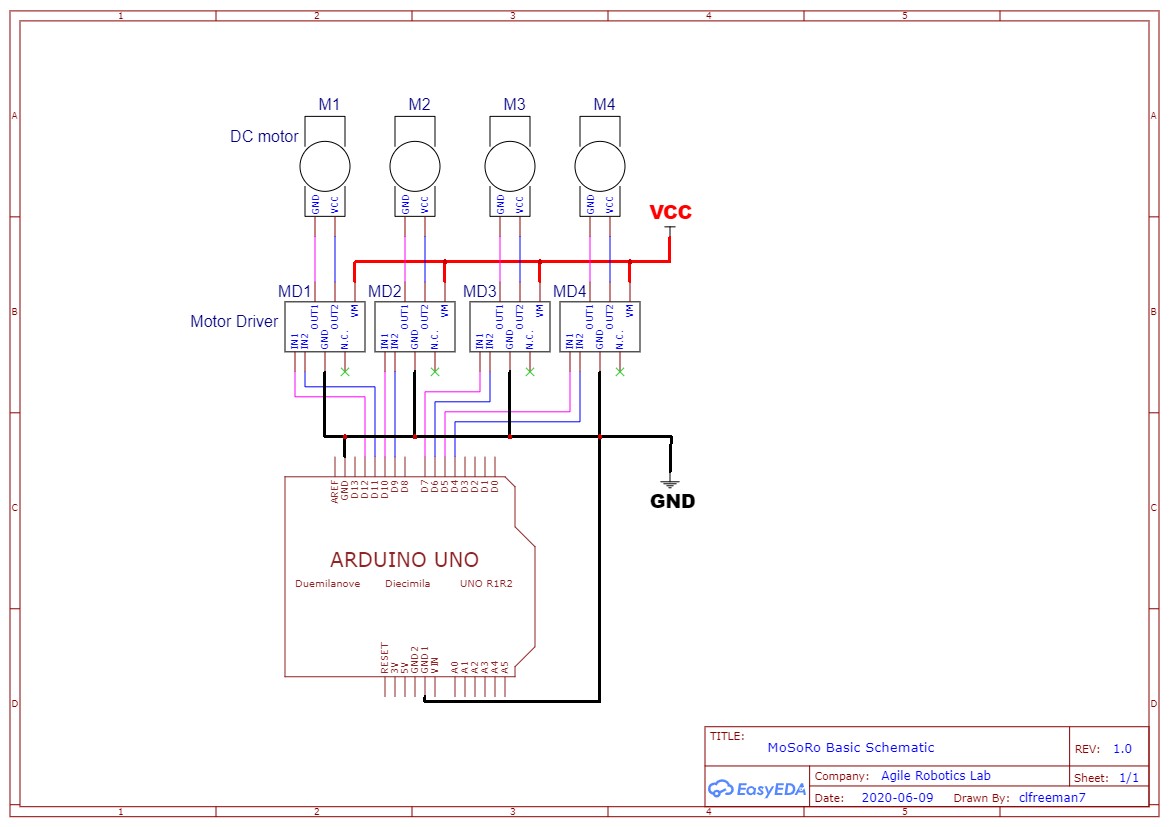 1 2 3 4 5
A A
M1 M2 M3 M4
DC motor
GND VCC GND VCC GND VCC GND VCC
VCC
MD1 MD2 MD3 MD4
B B
Motor Driver
OUT1 OUT2 VM OUT1 OUT2 VM OUT1 OUT2 VM OUT1 OUT2 VM
IN1 IN2 GND N.C. IN1 IN2 GND N.C. IN1 IN2 GND N.C. IN1 IN2 GND N.C.
AREF GND D13 D12 D11 D10 D9 D8 D7 D6 D5 D4 D3 D2 D1 D0
GND
C C
ARDUINO UNO
Duemilanove Diecimila UNO R1R2
RESET 3V 5V GND2 GND1 VIN A0 A1 A2 A3 A4 A5
D D
TITLE:
MoSoRo Basic Schematic
REV: 1.0
EasyEDA
Company: Agile Robotics Lab
Sheet: 1/1
Date: 2020-06-09 Drawn By: clfreeman7
1 2 3 4 5